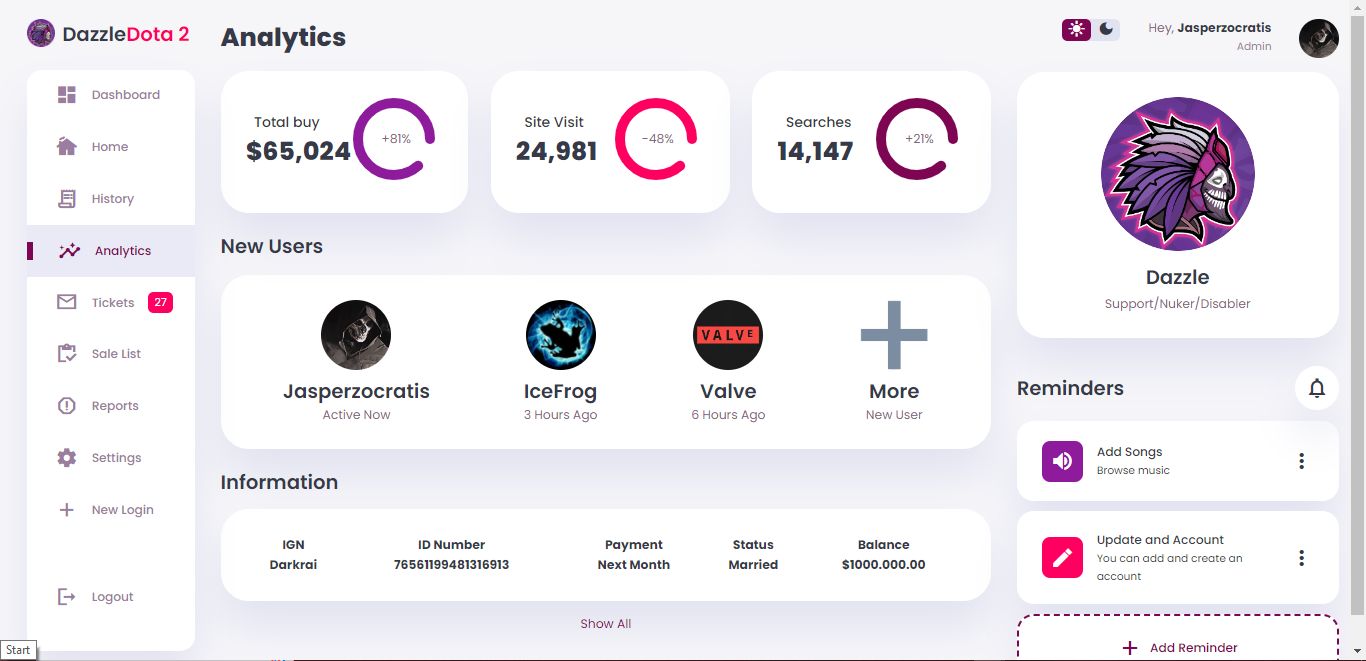 DazzleDota 2
Dashboard
Home
History
Analytics
Tickets 27
Sale List
Reports
Settings
New Login
Logout
Start
Analytics
Total buy
$65,024
+81%
Site Visit
24,981
-48%
Searches
14,147
+21%
New Users
VALVE
Jasperzocratis
Active Now
IceFrog
3 Hours Ago
Valve
6 Hours Ago
More
New User
Information
IGN ID Number Payment Status Balance
Darkrai 76561199481316913 Next Month Married $1000.000.00
Show All
Hey, Jasperzocratis
Admin
Dazzle
Support/Nuker/Disabler
Reminders
Add Songs
Browse music
Update and Account
You can add and create an
account
Add Reminder